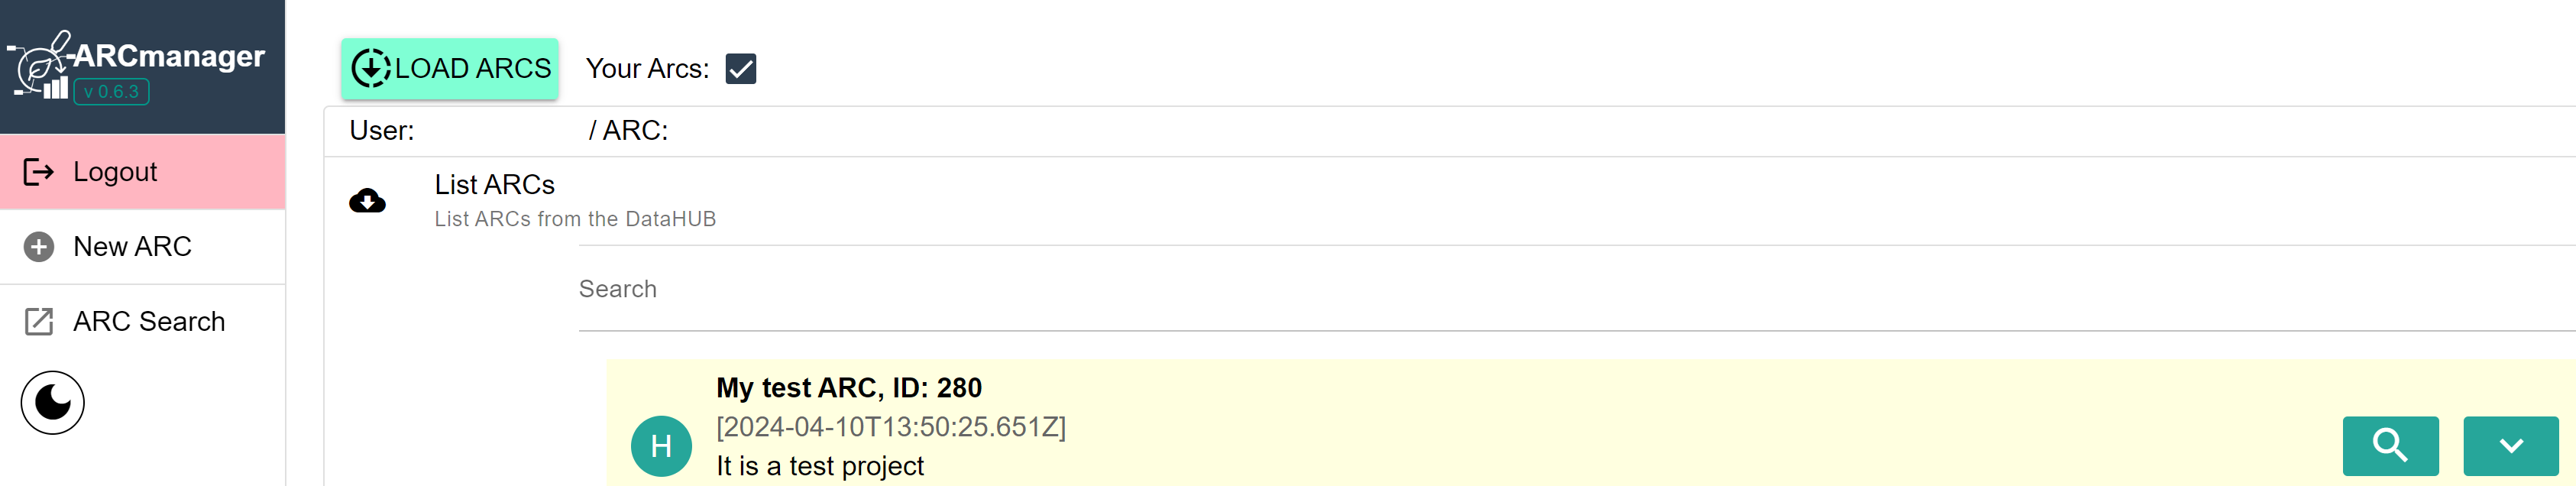 ARCmanager
v 0.6.3
Logout
New ARC
ARC Search
LOAD ARCS
Your Arcs:
User: / ARC:
List ARCs
List ARCs from the DataHUB
Search
My test ARC, ID: 280
[2024-04-10T13:50:25.651Z]
H
It is a test project